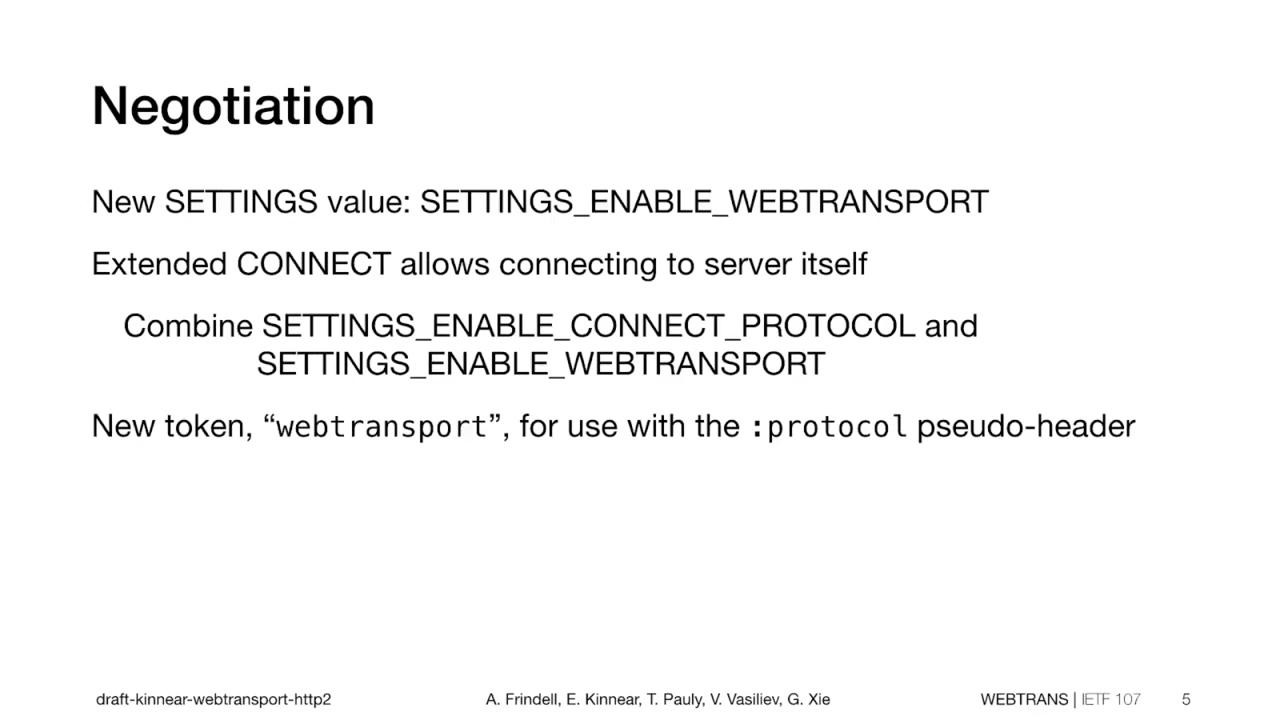 Negotiation
New SETTINGS value: SETTINGS_ENABLE_WEBTRANSPORT
Extended CONNECT allows connecting to server itself
Combine SETTINGS_ENABLE_CONNECT_PROTOCOL and
SETTINGS_ENABLE_WEBTRANSPORT
New token, “webtransport”, for use with the :protocol pseudo-header
draft-kinnear-webtransport-http2
A. Frindell, E. Kinnear, T. Pauly, V. Vasiliev, G. Xie
WEBTRANS | IETF 107
5